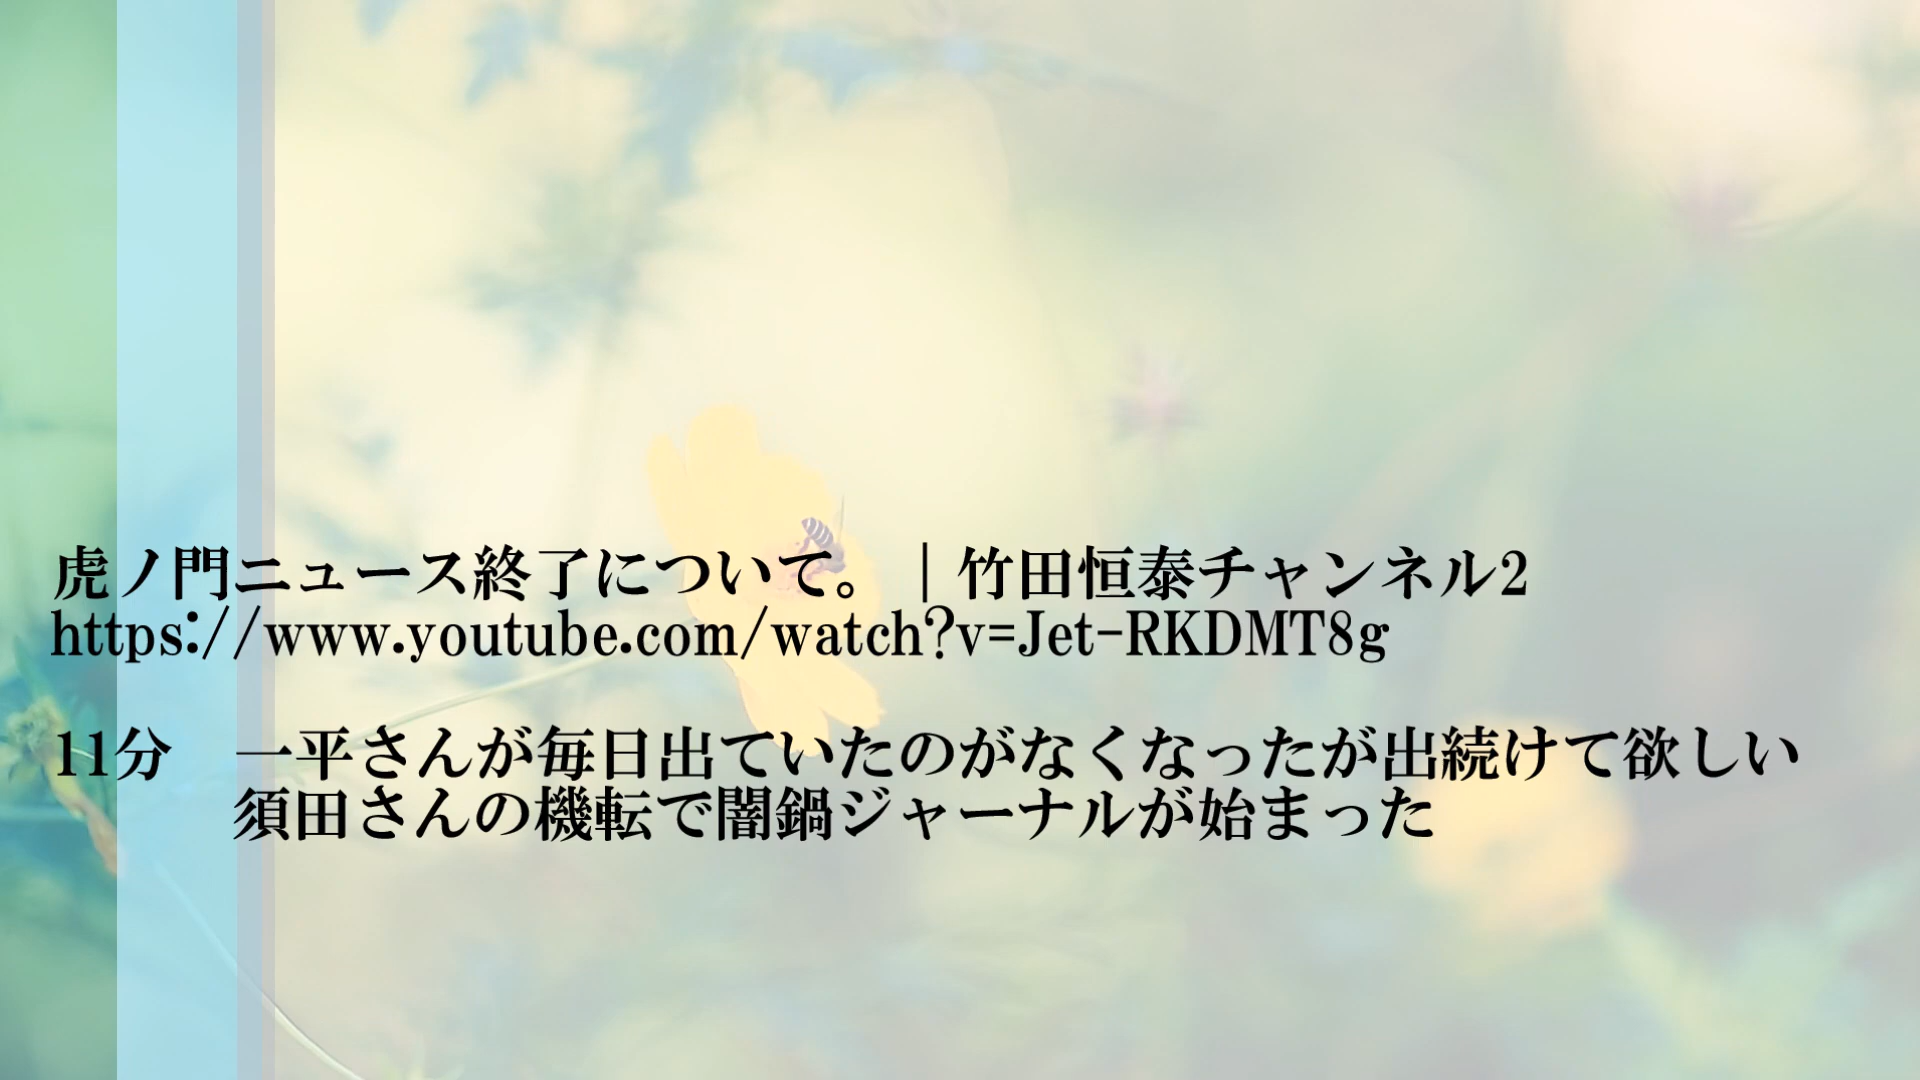 虎ノ門ニュース終了について。｜竹田恒泰チャンネル2
https://www.youtube.com/watch?v=Jet-RKDMT8g
11分　一平さんが毎日出ていたのがなくなったが出続けて欲しい
須田さんの機転で闇鍋ジャーナルが始まった